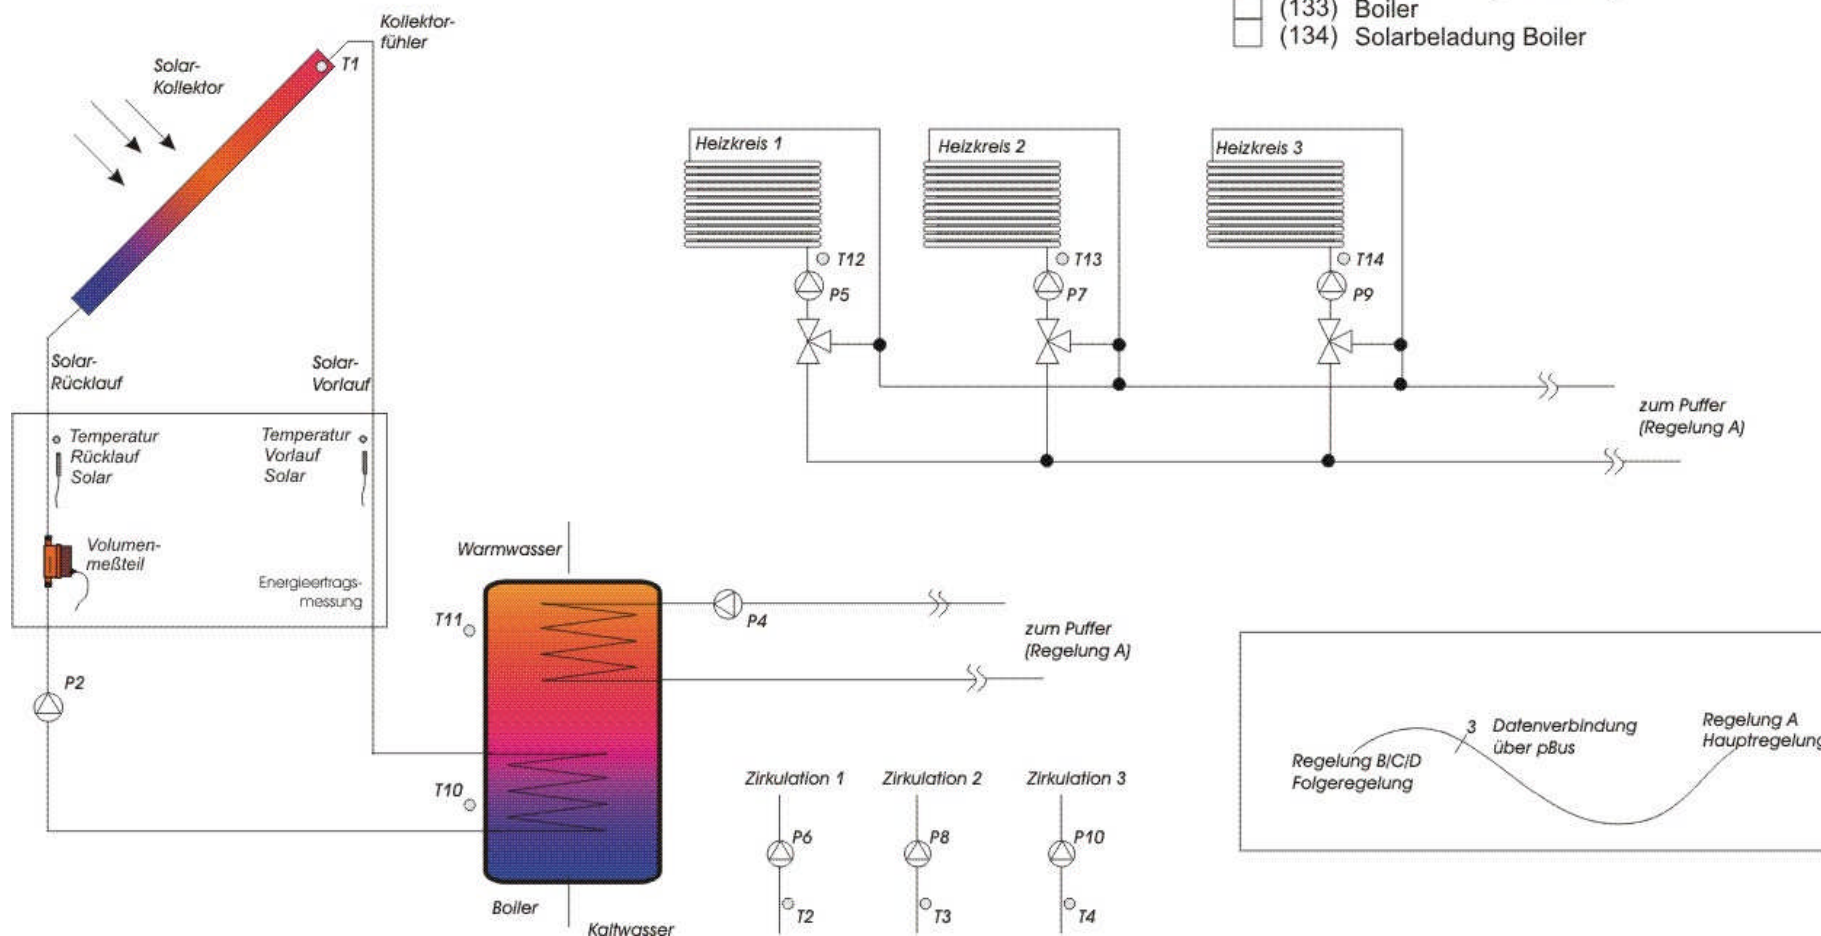 (133) Boiler
(134) Solarbeladung Boiler
Kollektor-
fühler
T1
Solar-
Kollektor
Heizkreis 1
Heizkreis 2
Heizkreis 3
T12
T13
T14
P5
P7
P9
Solar-
Rücklauf
Solar-
Vorlauf
zum Puffer
(Regelung A)
Temperatur
Rücklauf
Solar
Temperatur
Vorlauf
Solar
Volumen-
meßteil
Energieertrags-
messung
Warmwasser
T11
P4
zum Puffer
(Regelung A)
P2
T10
Boiler
Kaltwasser
Zirkulation 1
Zirkulation 2
Zirkulation 3
P6
P8
P10
T2
T3
T4
3 Datenverbindung
über pBus
Regelung A
Hauptregelung
Regelung B/C/D
Folgeregelung